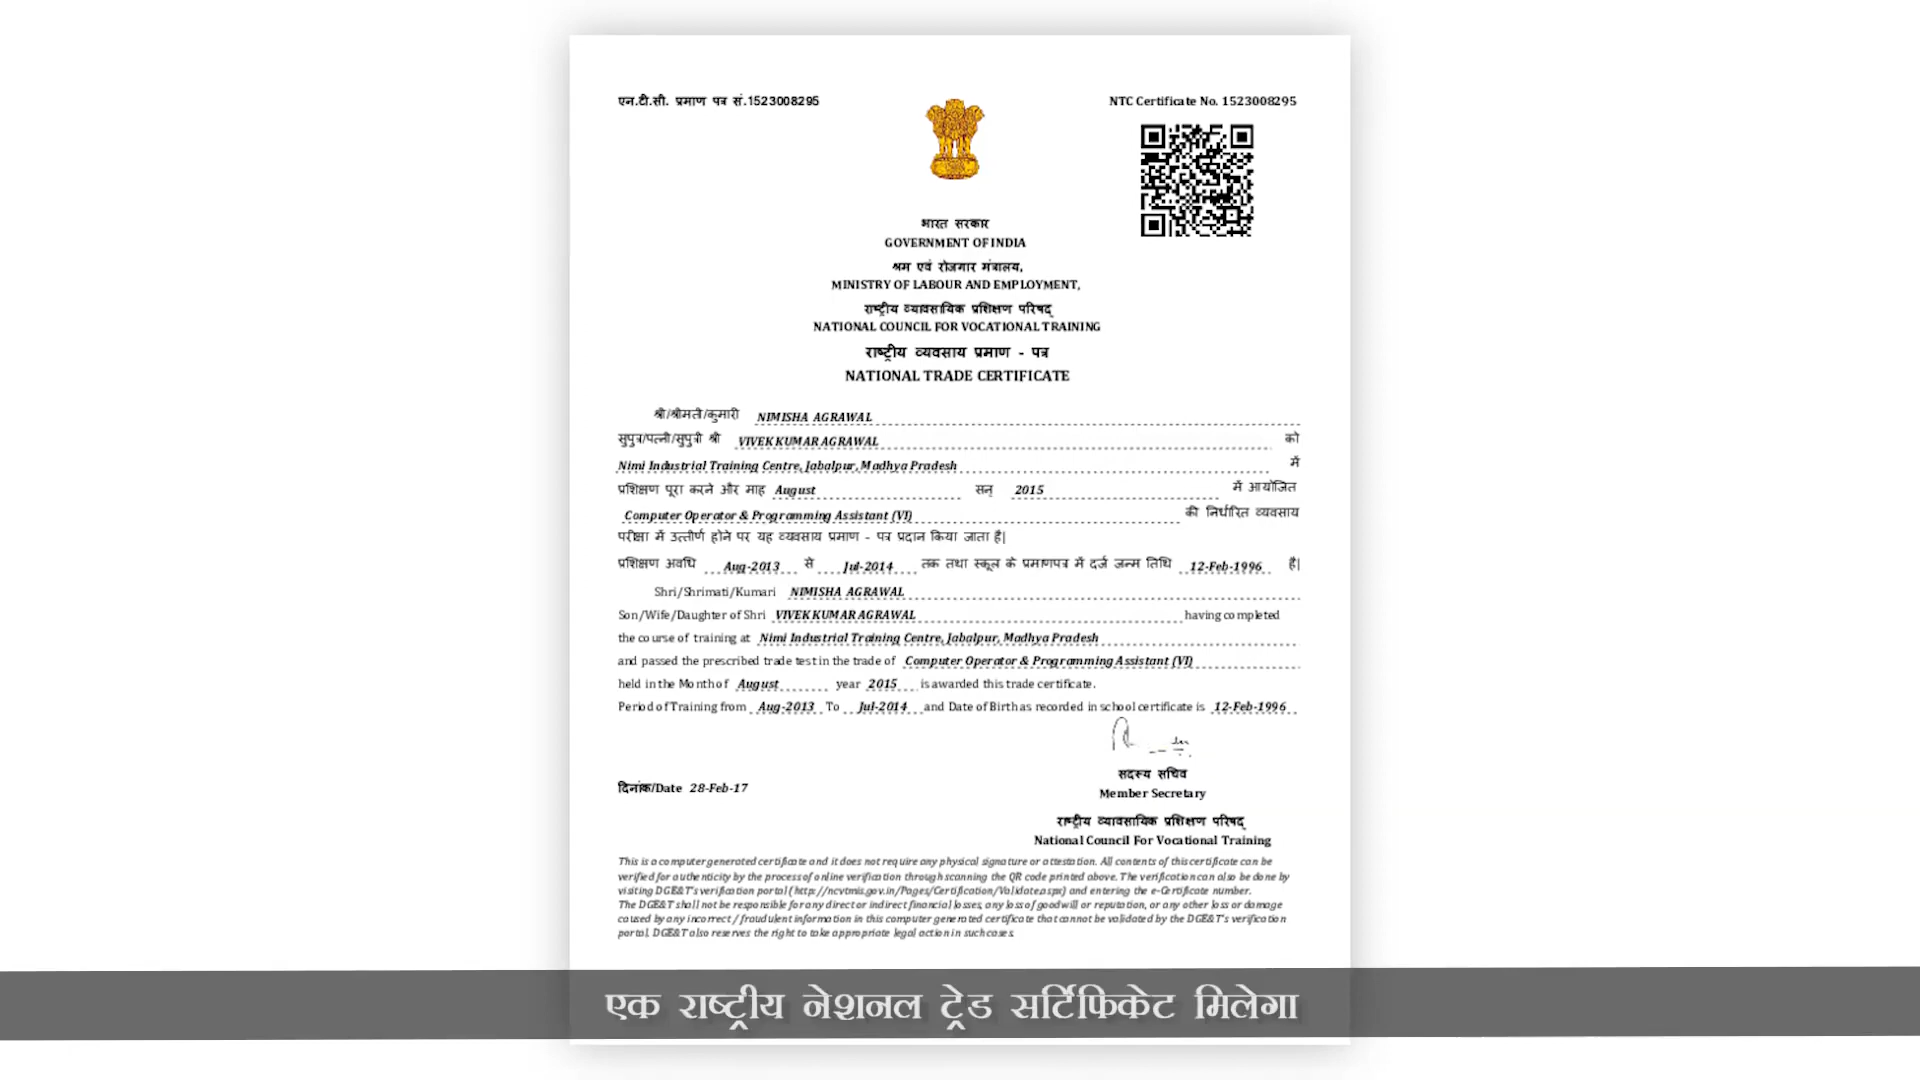 एन.टी.सी. प्रमाण पत्र सं.1523008295
NTC Certificate No. 1523008295
भारत सरकार
GOVERNMENT OF INDIA
श्रम एवं रोजगार मंत्रालय,
MINISTRY OF LABOUR AND EMPLOYMENT,
राष्ट्रीय व्यावसायिक प्रशिक्षण परिषद्
NATIONAL COUNCIL FOR VOCATIONAL TRAINING
राष्ट्रीय व्यवसाय प्रमाण - पत्र
NATIONAL TRADE CERTIFICATE
श्री/श्रीमती/कुमारी NIMISHA AGRAWAL
सुपुत्र/पत्नी/सुपुत्री श्री VIVEK KUMAR AGRAWAL को
Nimi Industrial Training Centre, Jabalpur, Madhya Pradesh में
प्रशिक्षण पूरा करने और माह August सन् 2015 में आयोजित
Computer Operator & Programming Assistant (VI) की निर्धारित व्यवसाय
परीक्षा में उत्तीर्ण होने पर यह व्यवसाय प्रमाण - पत्र प्रदान किया जाता है|
प्रशिक्षण अवधि Aug-2013 से Jul-2014 तक तथा स्कूल के प्रमाणपत्र में दर्ज जन्म तिथि 12-Feb-1996 है|
Shri/Shrimati/Kumari NIMISHA AGRAWAL
Son/Wife/Daughter of Shri VIVEK KUMAR AGRAWAL having completed
the course of training at Nimi Industrial Training Centre, Jabalpur, Madhya Pradesh
and passed the prescribed trade test in the trade of Computer Operator & Programming Assistant (VI)
held in the Month of August year 2015 is awarded this trade certificate.
Period of Training from Aug-2013 To Jul-2014 and Date of Birth as recorded in school certificate is 12-Feb-1996
सदस्य सचिव
दिनांक/Date 28-Feb-17
Member Secretary
राष्ट्रीय व्यावसायिक प्रशिक्षण परिषद्
National Council For Vocational Training
This is a computer generated certificate and it does not require any physical signature or attestation. All contents of this certificate can be
verified for authenticity by the process of online verification through scanning the QR code printed above. The verification can also be done by
visiting DGE&T's verification portal (http://ncvtmis.gov.in/Pages/Certification/Validate.aspx) and entering the e-Certificate number.
The DGE&T shall not be responsible for any direct or indirect financial losses, any loss of goodwill or reputation, or any other loss or damage
caused by any incorrect / fraudulent information in this computer generated certificate that cannot be validated by the DGE&T's verification
portal. DGE&T also reserves the right to take appropriate legal action in such cases.
एक राष्ट्रीय नेशनल ट्रेड सर्टिफिकेट मिलेगा